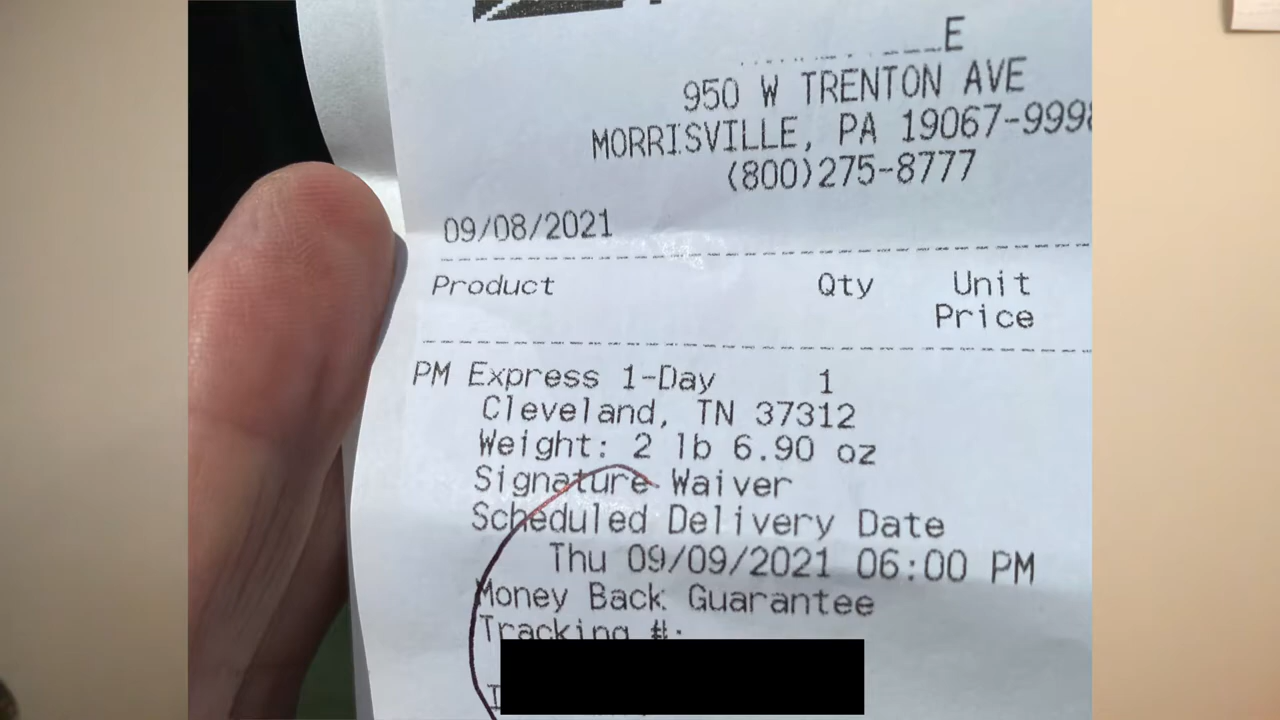 E
950 W TRENTON AVE
MORRISVILLE, PA 19067-9998
(800)275-8777
09/08/2021
Product Qty Unit
Price
PM Express 1-Day 1
Cleveland, TN 37312
Weight: 2 lb 6.90 oz
Signature Waiver
Scheduled Delivery Date
Thu 09/09/2021 06:00 PM
Money Back Guarantee
Tracking #: